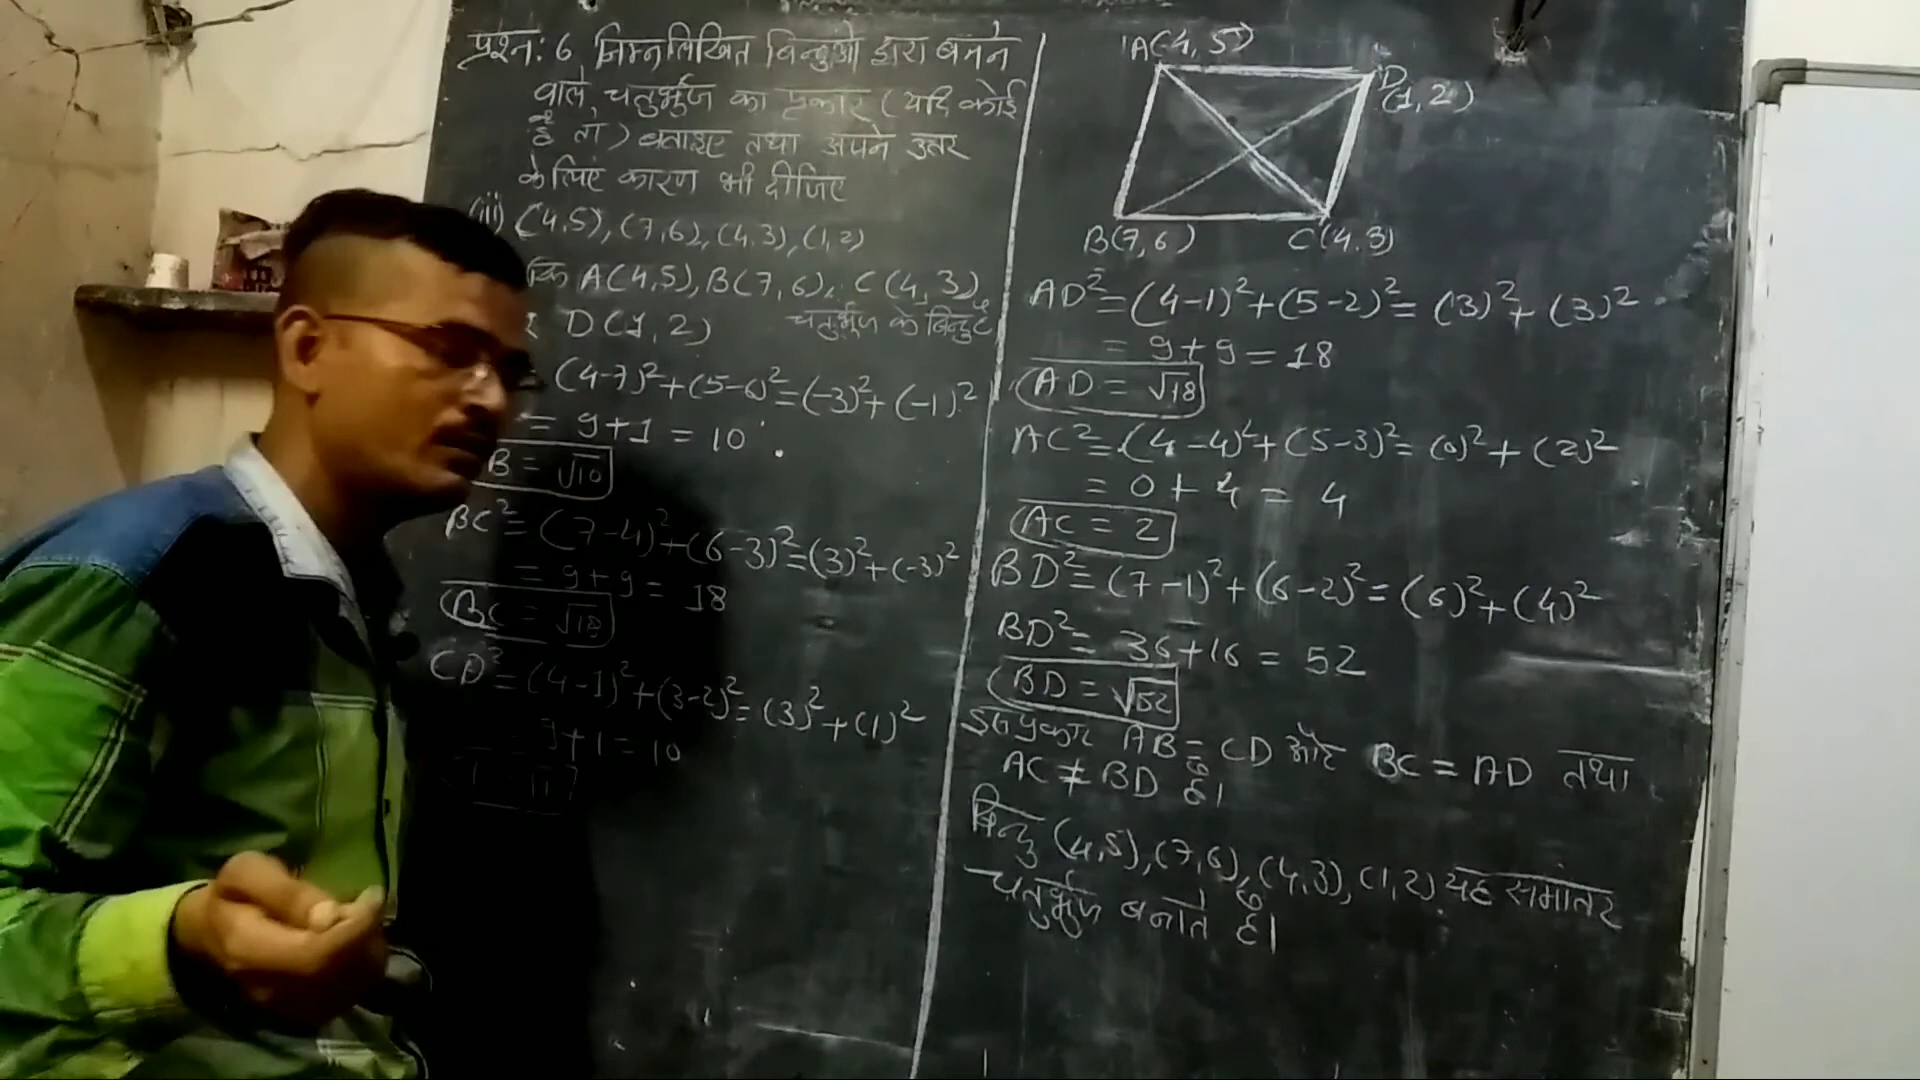 प्रश्न: 6 निम्नलिखित बिन्दुओं द्वारा बनने
वाले चतुर्भुज का प्रकार (यदि कोई
है तो) बताइए तथा अपने उत्तर
के लिए कारण भी दीजिए
(iii) (4,5), (7,6), (4,3), (1,2)
कि A(4,5), B(7,6), C(4,3)
D(1,2) चतुर्भुज के बिन्दु है
(4-7)²+(5-6)²=(-3)²+(-1)²
= 9+1 = 10
B = √10
BC² = (7-4)²+(6-3)²=(3)²+(-3)²
= 9+9 = 18
BC = √18
CD² = (4-1)²+(3-2)²=(3)²+(1)²
9+1 = 10
A(4,5)
D
(1,2)
B(7,6) C(4,3)
AD² = (4-1)²+(5-2)² = (3)²+(3)²
= 9+9 = 18
AD = √18
AC² = (4-4)²+(5-3)² = (0)²+(2)²
= 0+4 = 4
AC = 2
BD² = (7-1)²+(6-2)² = (6)²+(4)²
BD² = 36+16 = 52
BD = √52
इस प्रकार AB = CD और BC = AD तथा
AC ≠ BD है।
बिन्दु (4,5), (7,6), (4,3), (1,2) यह समांतर
चतुर्भुज बनाते है।